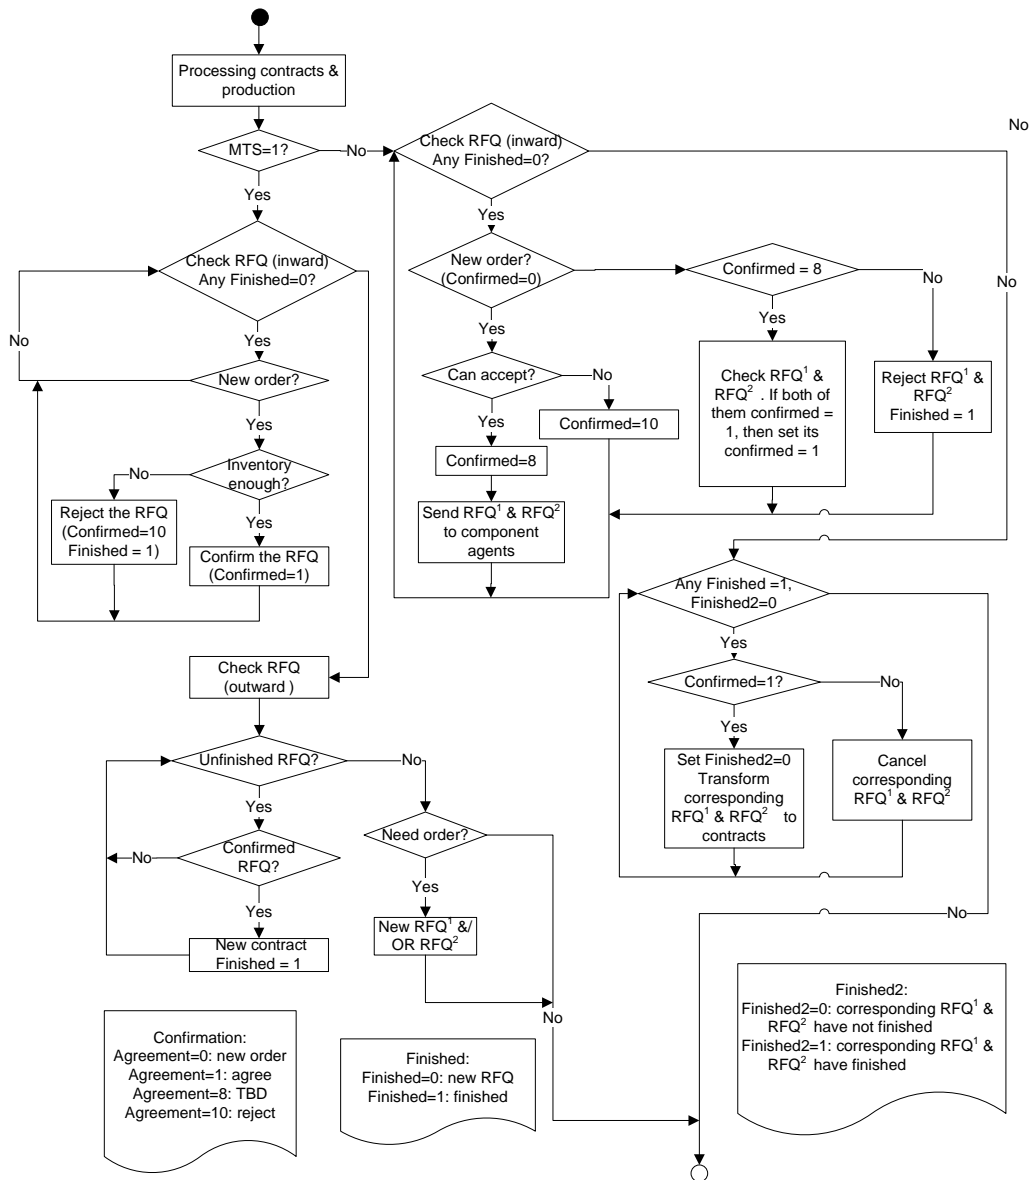 Processing contracts &
production
MTS=1?
No
Check RFQ (inward)
Any Finished=0?
No
Yes
Yes
Check RFQ (inward)
Any Finished=0?
New order?
(Confirmed=0)
Confirmed = 8
No
No
No
Yes
Yes
Yes
New order?
Can accept?
No
Check RFQ¹ &
RFQ² . If both of
them confirmed =
1, then set its
confirmed = 1
Reject RFQ¹ &
RFQ²
Finished = 1
Yes
Yes
Confirmed=10
Inventory
enough?
No
Confirmed=8
Reject the RFQ
(Confirmed=10
Finished = 1)
Yes
Send RFQ¹ & RFQ²
to component
agents
Confirm the RFQ
(Confirmed=1)
Any Finished =1,
Finished2=0
Yes
Check RFQ
(outward )
Confirmed=1?
No
Yes
Unfinished RFQ?
No
Set Finished2=0
Transform
corresponding
RFQ¹ & RFQ² to
contracts
Cancel
corresponding
RFQ¹ & RFQ²
Yes
Need order?
Confirmed
RFQ?
No
Yes
Yes
New RFQ¹ &/
OR RFQ²
No
New contract
Finished = 1
No
Confirmation:
Agreement=0: new order
Agreement=1: agree
Agreement=8: TBD
Agreement=10: reject
Finished:
Finished=0: new RFQ
Finished=1: finished
Finished2:
Finished2=0: corresponding RFQ¹ &
RFQ² have not finished
Finished2=1: corresponding RFQ¹ &
RFQ² have finished